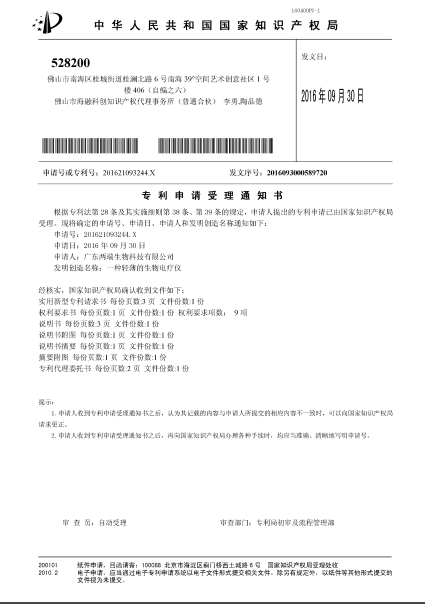 160400PY-1
中华人民共和国国家知识产权局
528200
佛山市南海区桂城街道桂澜北路 6 号南海 39°空间艺术创意社区 1 号
楼 406（自编之六）
佛山市海融科创知识产权代理事务所（普通合伙） 李勇,陶品德
发文日：
2016 年 09 月 30 日
申请号或专利号：201621093244.X
发文序号：2016093000589720
专 利 申 请 受 理 通 知 书
根据专利法第 28 条及其实施细则第 38 条、第 39 条的规定，申请人提出的专利申请已由国家知识产权局
受理。现将确定的申请号、申请日、申请人和发明创造名称通知如下：
申请号：201621093244.X
申请日：2016 年 09 月 30 日
申请人：广东两瑞生物科技有限公司
发明创造名称：一种轻薄的生物电疗仪
经核实，国家知识产权局确认收到文件如下：
实用新型专利请求书 每份页数:3 页 文件份数:1 份
权利要求书 每份页数:1 页 文件份数:1 份 权利要求项数： 9 项
说明书 每份页数:3 页 文件份数:1 份
说明书附图 每份页数:1 页 文件份数:1 份
说明书摘要 每份页数:1 页 文件份数:1 份
摘要附图 每份页数:1 页 文件份数:1 份
专利代理委托书 每份页数:2 页 文件份数:1 份
提示：
1. 申请人收到专利申请受理通知书之后，认为其记载的内容与申请人所提交的相应内容不一致时，可以向国家知识产权局
请求更正。
2. 申请人收到专利申请受理通知书之后，再向国家知识产权局办理各种手续时，均应当准确、清晰地写明申请号。
审 查 员：自动受理
审查部门：专利局初审及流程管理部
200101
2010. 2
纸件申请，回函请寄：100088 北京市海淀区蓟门桥西土城路 6 号 国家知识产权局受理处收
电子申请，应当通过电子专利申请系统以电子文件形式提交相关文件。除另有规定外，以纸件等其他形式提交的
文件视为未提交。